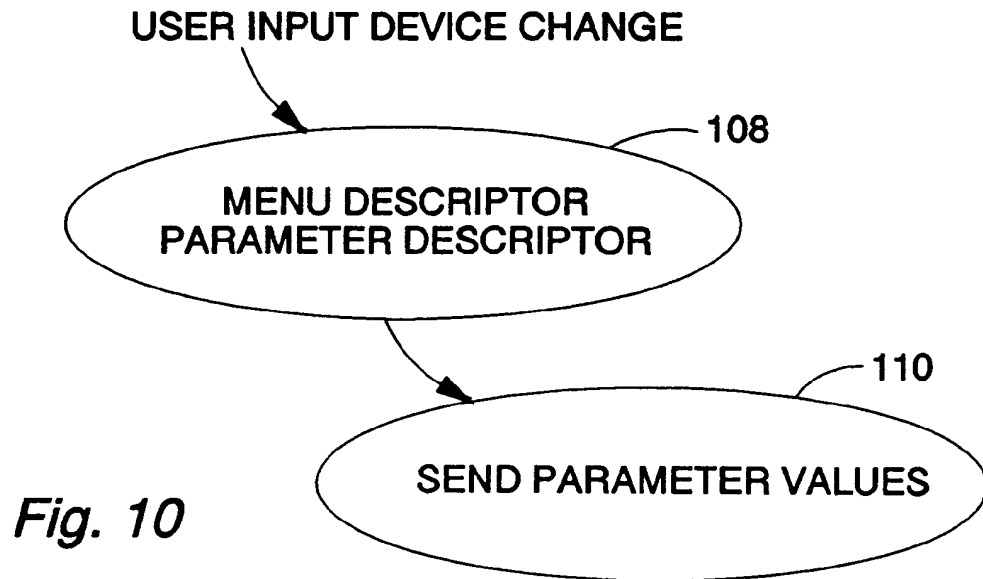 USER INPUT DEVICE CHANGE
108
MENU DESCRIPTOR
PARAMETER DESCRIPTOR
110
SEND PARAMETER VALUES
Fig. 10